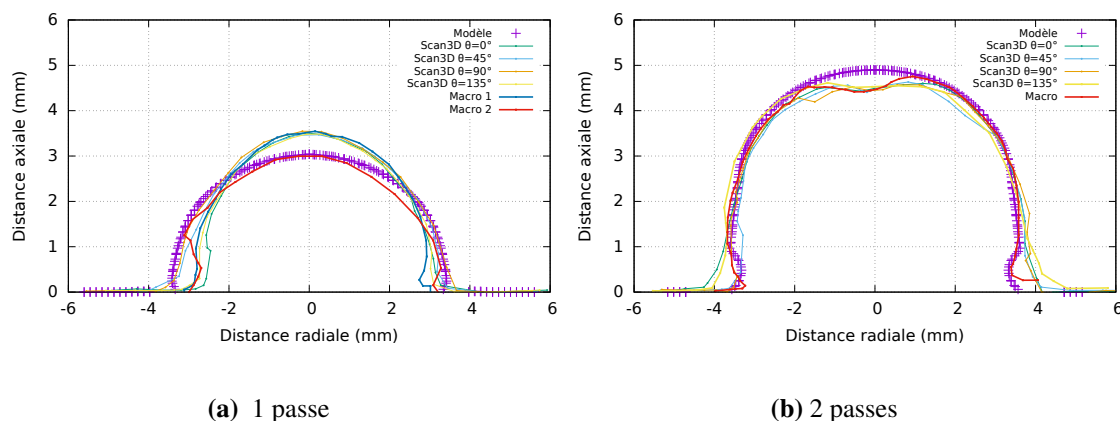 6
5
4
3
2
1
0
-6
-4
-2
0
2
4
6
Distance axiale (mm)
Distance radiale (mm)
Modèle
Scan3D θ=0°
Scan3D θ=45°
Scan3D θ=90°
Scan3D θ=135°
Macro 1
Macro 2
(a) 1 passe
6
5
4
3
2
1
0
-6
-4
-2
0
2
4
6
Distance axiale (mm)
Distance radiale (mm)
Modèle
Scan3D θ=0°
Scan3D θ=45°
Scan3D θ=90°
Scan3D θ=135°
Macro
(b) 2 passes